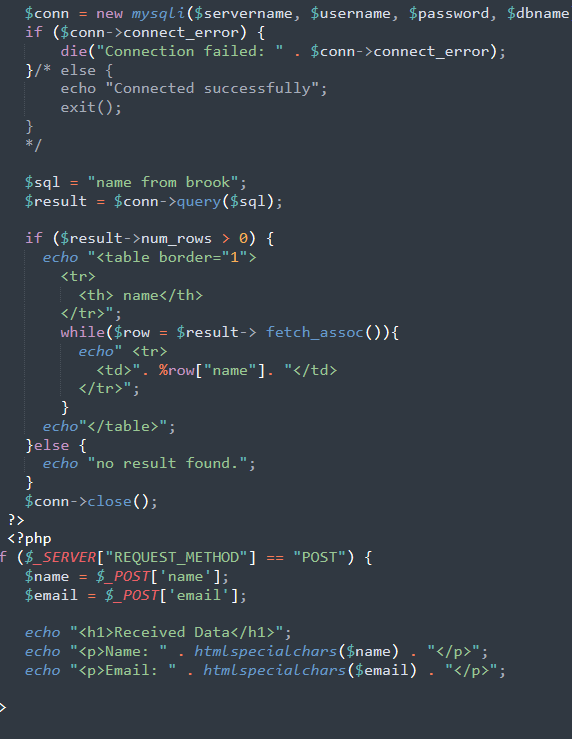 $conn = new mysqli($servername, $username, $password, $dbname
if ($conn->connect_error) {
die("Connection failed: " . $conn->connect_error);
}/* else {
echo "Connected successfully";
exit();
}
*/
$sql = "name from brook";
$result = $conn->query($sql);
if ($result->num_rows > 0) {
echo "<table border="1">
<tr>
<th> name</th>
</tr>";
while($row = $result-> fetch_assoc()){
echo" <tr>
<td>". %row["name"]. "</td>
</tr>";
}
echo"</table>";
}else {
echo "no result found.";
}
$conn->close();
?>
<?php
f ($_SERVER["REQUEST_METHOD"] == "POST") {
$name = $_POST['name'];
$email = $_POST['email'];
echo "<h1>Received Data</h1>";
echo "<p>Name: " . htmlspecialchars($name) . "</p>";
echo "<p>Email: " . htmlspecialchars($email) . "</p>";
>